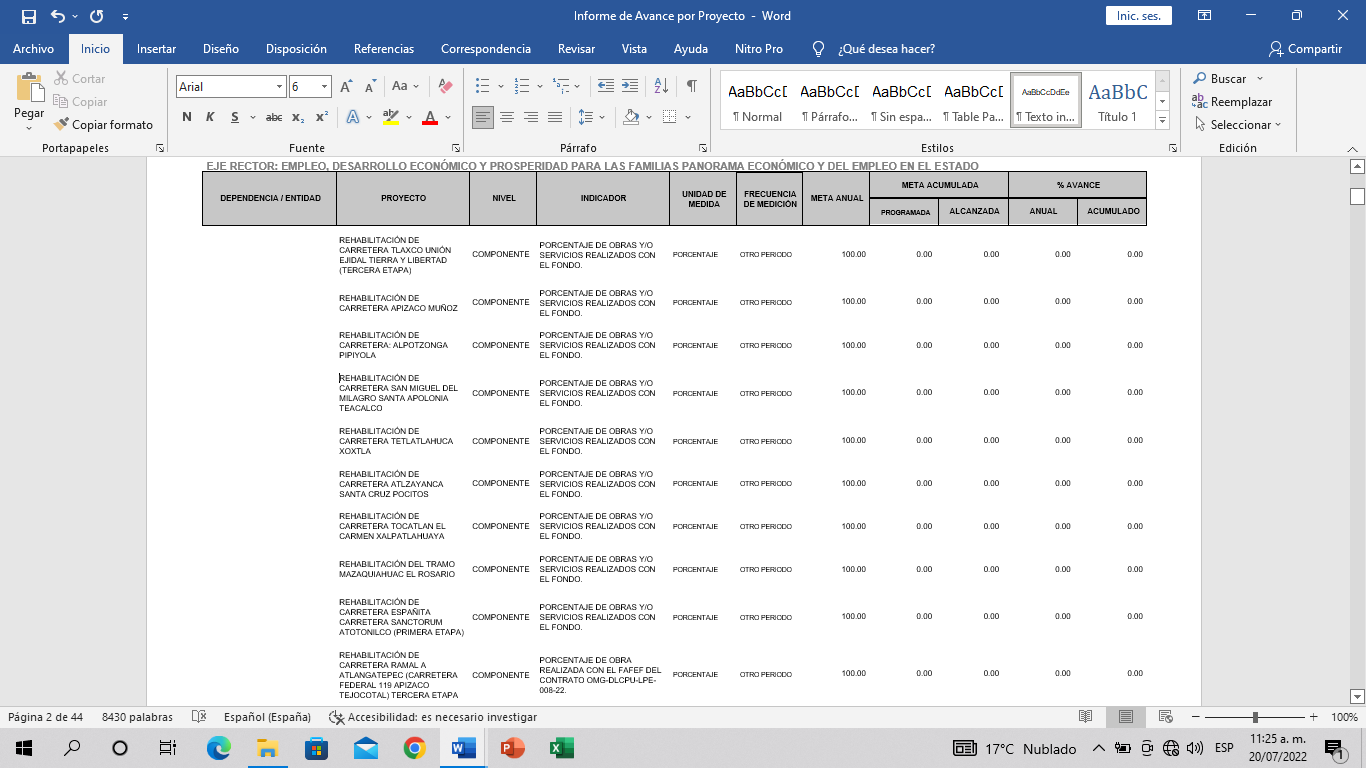 Informe de Avance por Proyecto - Word
Inic. ses.
Archivo Inicio Insertar Diseño Disposición Referencias Correspondencia Revisar Vista Ayuda Nitro Pro ¿Qué desea hacer? Compartir
Pegar
Cortar
Copiar
Copiar formato
Portapapeles
Arial 6
N K S abc x₂ x²
Fuente
Párrafo
AaBbCcDd AaBbCcDd AaBbCcDd AaBbCcDd AaBbCcDdEe AaBbC
¶ Normal ¶ Párrafo... ¶ Sin espa... ¶ Table Pa... ¶ Texto in... Título 1
Estilos
Buscar
Reemplazar
Seleccionar
Edición
EJE RECTOR: EMPLEO, DESARROLLO ECONÓMICO Y PROSPERIDAD PARA LAS FAMILIAS PANORAMA ECONÓMICO Y DEL EMPLEO EN EL ESTADO
DEPENDENCIA / ENTIDAD
PROYECTO
NIVEL
INDICADOR
UNIDAD DE
MEDIDA
FRECUENCIA
DE MEDICIÓN
META ANUAL
META ACUMULADA
PROGRAMADA ALCANZADA
% AVANCE
ANUAL ACUMULADO
REHABILITACIÓN DE
CARRETERA TLAXCO UNIÓN
EJIDAL TIERRA Y LIBERTAD
(TERCERA ETAPA)
COMPONENTE
PORCENTAJE DE OBRAS Y/O
SERVICIOS REALIZADOS CON
EL FONDO.
PORCENTAJE OTRO PERIODO 100.00 0.00 0.00 0.00 0.00
REHABILITACIÓN DE
CARRETERA APIZACO MUÑOZ
COMPONENTE
PORCENTAJE DE OBRAS Y/O
SERVICIOS REALIZADOS CON
EL FONDO.
PORCENTAJE OTRO PERIODO 100.00 0.00 0.00 0.00 0.00
REHABILITACIÓN DE
CARRETERA: ALPOTZONGA
PIPIYOLA
COMPONENTE
PORCENTAJE DE OBRAS Y/O
SERVICIOS REALIZADOS CON
EL FONDO.
PORCENTAJE OTRO PERIODO 100.00 0.00 0.00 0.00 0.00
REHABILITACIÓN DE
CARRETERA SAN MIGUEL DEL
MILAGRO SANTA APOLONIA
TEACALCO
COMPONENTE
PORCENTAJE DE OBRAS Y/O
SERVICIOS REALIZADOS CON
EL FONDO.
PORCENTAJE OTRO PERIODO 100.00 0.00 0.00 0.00 0.00
REHABILITACIÓN DE
CARRETERA TETLATLAHUCA
XOXTLA
COMPONENTE
PORCENTAJE DE OBRAS Y/O
SERVICIOS REALIZADOS CON
EL FONDO.
PORCENTAJE OTRO PERIODO 100.00 0.00 0.00 0.00 0.00
REHABILITACIÓN DE
CARRETERA ATLZAYANCA
SANTA CRUZ POCITOS
COMPONENTE
PORCENTAJE DE OBRAS Y/O
SERVICIOS REALIZADOS CON
EL FONDO.
PORCENTAJE OTRO PERIODO 100.00 0.00 0.00 0.00 0.00
REHABILITACIÓN DE
CARRETERA TOCATLAN EL
CARMEN XALPATLAHUAYA
COMPONENTE
PORCENTAJE DE OBRAS Y/O
SERVICIOS REALIZADOS CON
EL FONDO.
PORCENTAJE OTRO PERIODO 100.00 0.00 0.00 0.00 0.00
REHABILITACIÓN DEL TRAMO
MAZAQUIAHUAC EL ROSARIO
COMPONENTE
PORCENTAJE DE OBRAS Y/O
SERVICIOS REALIZADOS CON
EL FONDO.
PORCENTAJE OTRO PERIODO 100.00 0.00 0.00 0.00 0.00
REHABILITACIÓN DE
CARRETERA ESPAÑITA
CARRETERA SANCTORUM
ATOTONILCO (PRIMERA ETAPA)
COMPONENTE
PORCENTAJE DE OBRAS Y/O
SERVICIOS REALIZADOS CON
EL FONDO.
PORCENTAJE OTRO PERIODO 100.00 0.00 0.00 0.00 0.00
REHABILITACIÓN DE
CARRETERA RAMAL A
ATLANGATEPEC (CARRETERA
FEDERAL 119 APIZACO
TEJOCOTAL) TERCERA ETAPA
COMPONENTE
PORCENTAJE DE OBRA
REALIZADA CON EL FAFEF DEL
CONTRATO OMG-DLCPU-LPE-
008-22.
PORCENTAJE OTRO PERIODO 100.00 0.00 0.00 0.00 0.00
Página 2 de 44 8430 palabras Español (España) Accesibilidad: es necesario investigar 100%
17°C Nublado ESP 11:25 a. m.
20/07/2022
1